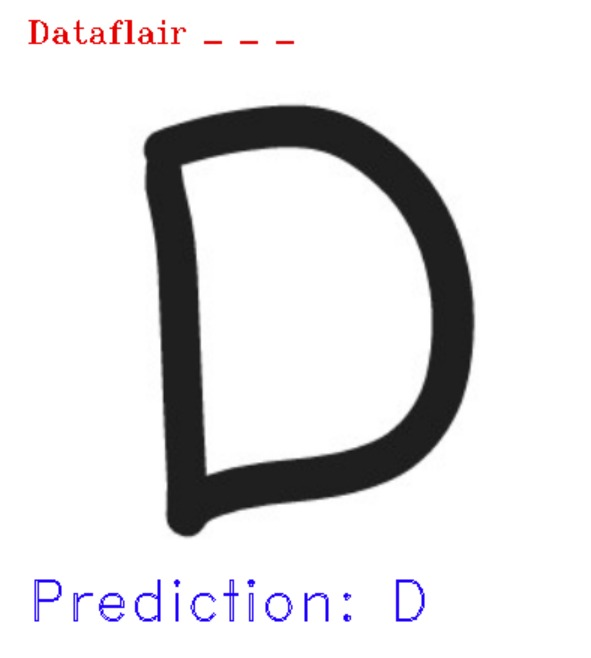 Dataflair _ _ _
D
Prediction: D